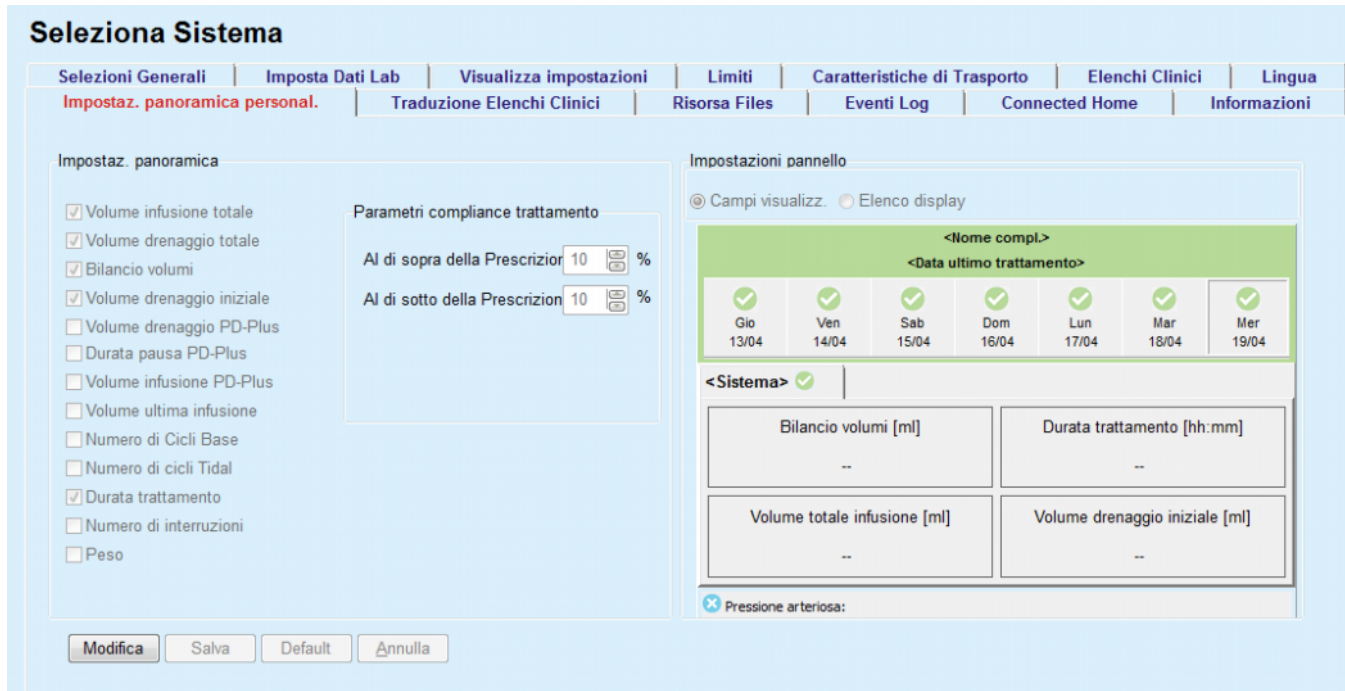 Seleziona Sistema
Selezioni Generali Imposta Dati Lab Visualizza impostazioni Limiti Caratteristiche di Trasporto Elenchi Clinici Lingua
Impostaz. panoramica personal. Traduzione Elenchi Clinici Risorsa Files Eventi Log Connected Home Informazioni
Impostaz. panoramica
Volume infusione totale
Volume drenaggio totale
Bilancio volumi
Volume drenaggio iniziale
Volume drenaggio PD-Plus
Durata pausa PD-Plus
Volume infusione PD-Plus
Volume ultima infusione
Numero di Cicli Base
Numero di cicli Tidal
Durata trattamento
Numero di interruzioni
Peso
Parametri compliance trattamento
Al di sopra della Prescrizior 10 %
Al di sotto della Prescrizion 10 %
Impostazioni pannello
Campi visualizz. Elenco display
<Nome compl.>
<Data ultimo trattamento>
Gio Ven Sab Dom Lun Mar Mer
13/04 14/04 15/04 16/04 17/04 18/04 19/04
<Sistema>
Bilancio volumi [ml] Durata trattamento [hh:mm]
-- --
Volume totale infusione [ml] Volume drenaggio iniziale [ml]
-- --
Pressione arteriosa:
Modifica Salva Default Annulla